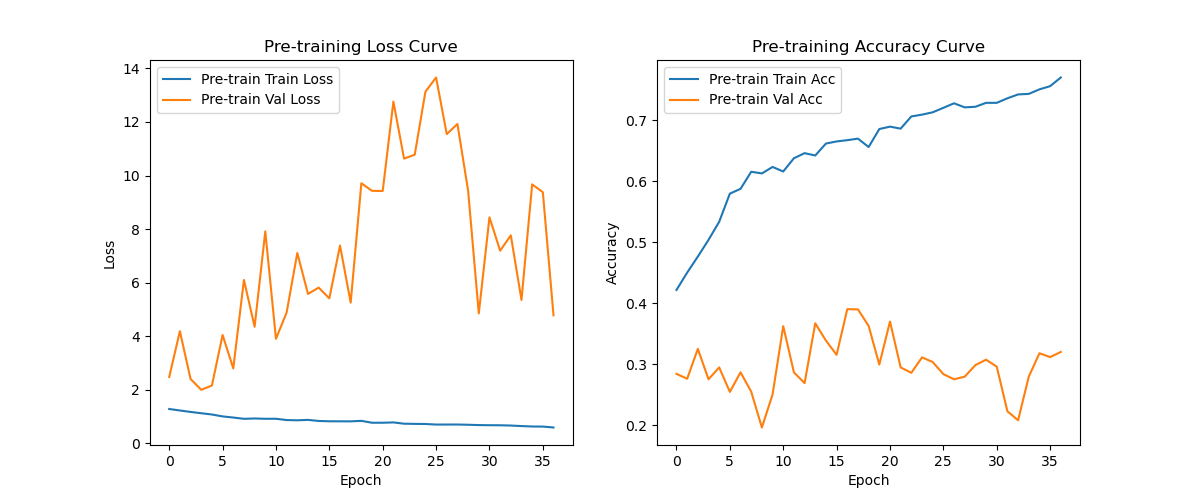 Pre-training Loss Curve
Pre-train Train Loss
Pre-train Val Loss
14
12
10
8
6
4
2
0
Loss
0 5 10 15 20 25 30 35
Epoch
Pre-training Accuracy Curve
Pre-train Train Acc
Pre-train Val Acc
0.7
0.6
0.5
0.4
0.3
0.2
Accuracy
0 5 10 15 20 25 30 35
Epoch